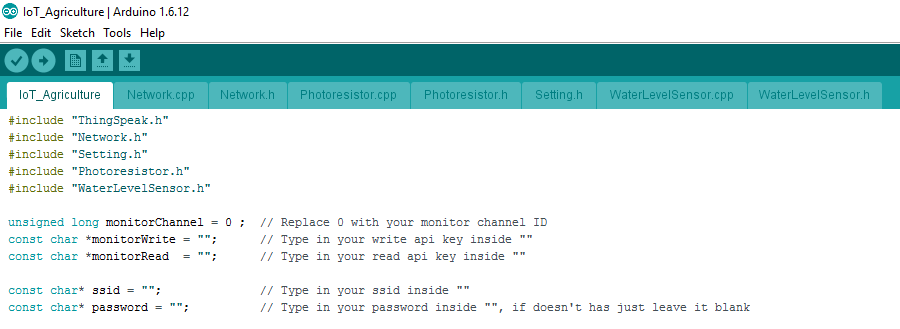 IoT_Agriculture | Arduino 1.6.12
File Edit Sketch Tools Help
IoT_Agriculture Network.cpp Network.h Photoresistor.cpp Photoresistor.h Setting.h WaterLevelSensor.cpp WaterLevelSensor.h
#include "ThingSpeak.h"
#include "Network.h"
#include "Setting.h"
#include "Photoresistor.h"
#include "WaterLevelSensor.h"
unsigned long monitorChannel = 0 ;  // Replace 0 with your monitor channel ID
const char *monitorWrite = "";      // Type in your write api key inside ""
const char *monitorRead  = "";      // Type in your read api key inside ""
const char* ssid = "";              // Type in your ssid inside ""
const char* password = "";          // Type in your password inside "", if doesn't has just leave it blank